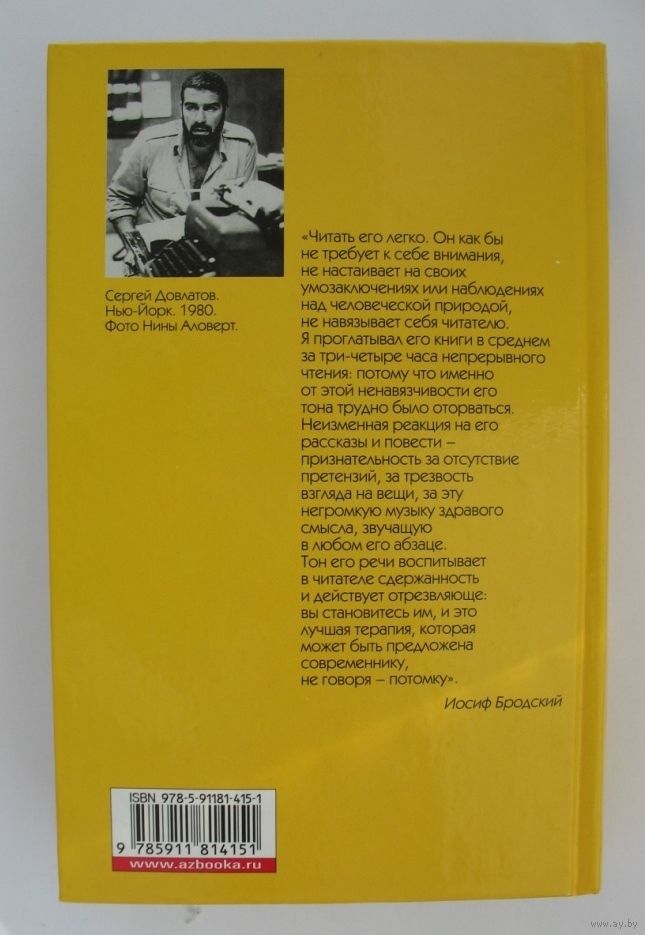 Сергей Довлатов.
Нью-Йорк. 1980.
Фото Нины Аловерт.
«Читать его легко. Он как бы
не требует к себе внимания,
не настаивает на своих
умозаключениях или наблюдениях
над человеческой природой,
не навязывает себя читателю.
Я проглатывал его книги в среднем
за три-четыре часа непрерывного
чтения: потому что именно
от этой ненавязчивости его
тона трудно было оторваться.
Неизменная реакция на его
рассказы и повести –
признательность за отсутствие
претензий, за трезвость
взгляда на вещи, за эту
негромкую музыку здравого
смысла, звучащую
в любом его абзаце.
Тон его речи воспитывает
в читателе сдержанность
и действует отрезвляюще:
вы становитесь им, и это
лучшая терапия, которая
может быть предложена
современнику,
не говоря – потомку».
Иосиф Бродский
ISBN 978-5-91181-415-1
9 785911 814151
www.azbooka.ru
www.ay.by